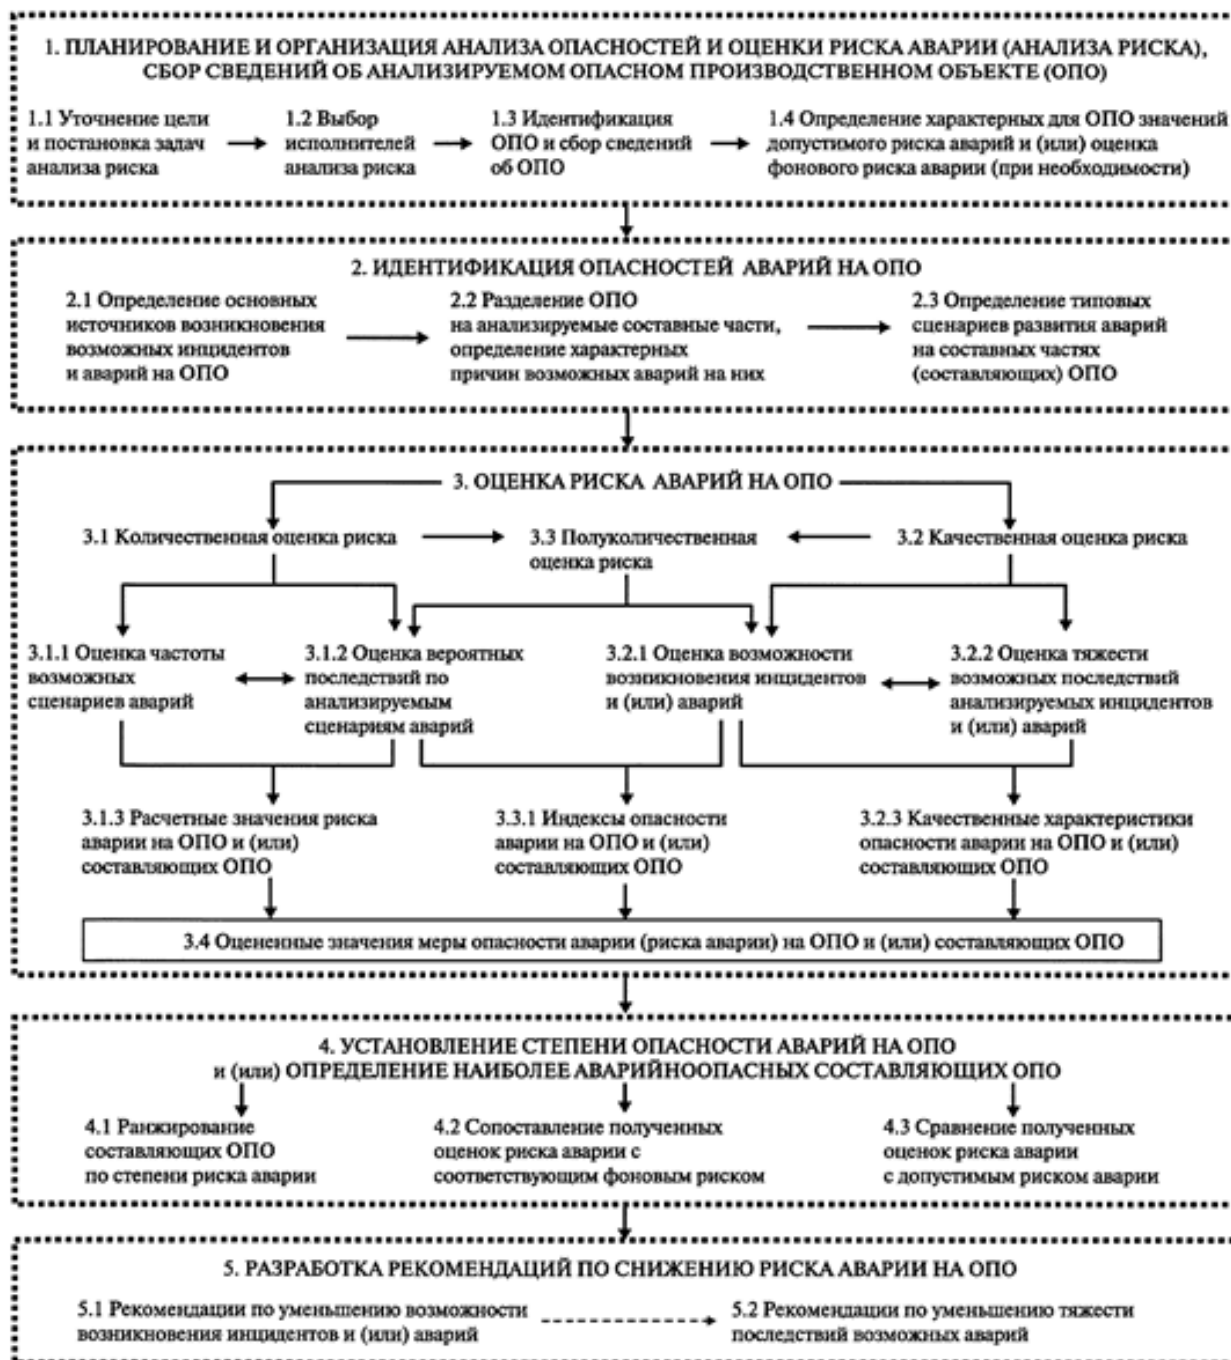 1. ПЛАНИРОВАНИЕ И ОРГАНИЗАЦИЯ АНАЛИЗА ОПАСНОСТЕЙ И ОЦЕНКИ РИСКА АВАРИИ (АНАЛИЗА РИСКА),
СБОР СВЕДЕНИЙ ОБ АНАЛИЗИРУЕМОМ ОПАСНОМ ПРОИЗВОДСТВЕННОМ ОБЪЕКТЕ (ОПО)
1.1 Уточнение цели
и постановка задач
анализа риска
1.2 Выбор
исполнителей
анализа риска
1.3 Идентификация
ОПО и сбор сведений
об ОПО
1.4 Определение характерных для ОПО значений
допустимого риска аварий и (или) оценка
фонового риска аварии (при необходимости)
2. ИДЕНТИФИКАЦИЯ ОПАСНОСТЕЙ АВАРИЙ НА ОПО
2.1 Определение основных
источников возникновения
возможных инцидентов
и аварий на ОПО
2.2 Разделение ОПО
на анализируемые составные части,
определение характерных
причин возможных аварий на них
2.3 Определение типовых
сценариев развития аварий
на составных частях
(составляющих) ОПО
3. ОЦЕНКА РИСКА АВАРИЙ НА ОПО
3.1 Количественная оценка риска
3.3 Полуколичественная
оценка риска
3.2 Качественная оценка риска
3.1.1 Оценка частоты
возможных
сценариев аварий
3.1.2 Оценка вероятных
последствий по
анализируемым
сценариям аварий
3.2.1 Оценка возможности
возникновения инцидентов
и (или) аварий
3.2.2 Оценка тяжести
возможных последствий
анализируемых инцидентов
и (или) аварий
3.1.3 Расчетные значения риска
аварии на ОПО и (или)
составляющих ОПО
3.3.1 Индексы опасности
аварии на ОПО и (или)
составляющих ОПО
3.2.3 Качественные характеристики
опасности аварии на ОПО и (или)
составляющих ОПО
3.4 Оцененные значения меры опасности аварии (риска аварии) на ОПО и (или) составляющих ОПО
4. УСТАНОВЛЕНИЕ СТЕПЕНИ ОПАСНОСТИ АВАРИЙ НА ОПО
и (или) ОПРЕДЕЛЕНИЕ НАИБОЛЕЕ АВАРИЙНООПАСНЫХ СОСТАВЛЯЮЩИХ ОПО
4.1 Ранжирование
составляющих ОПО
по степени риска аварии
4.2 Сопоставление полученных
оценок риска аварии с
соответствующим фоновым риском
4.3 Сравнение полученных
оценок риска аварии
с допустимым риском аварии
5. РАЗРАБОТКА РЕКОМЕНДАЦИЙ ПО СНИЖЕНИЮ РИСКА АВАРИИ НА ОПО
5.1 Рекомендации по уменьшению возможности
возникновения инцидентов и (или) аварий
5.2 Рекомендации по уменьшению тяжести
последствий возможных аварий